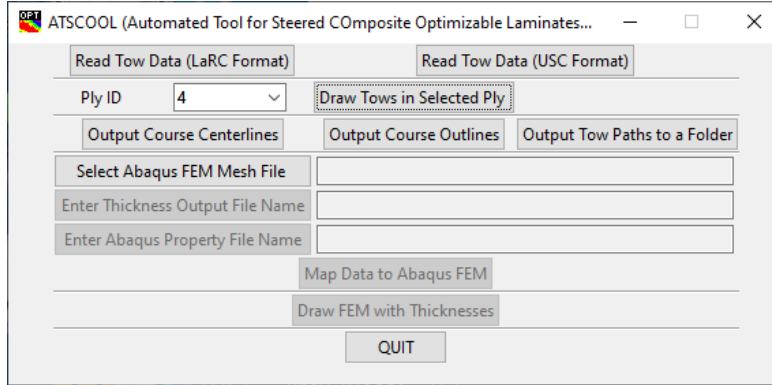 OPT ATSCOOL (Automated Tool for Steered COmposite Optimizable Laminates...
Read Tow Data (LaRC Format) Read Tow Data (USC Format)
Ply ID 4 Draw Tows in Selected Ply
Output Course Centerlines Output Course Outlines Output Tow Paths to a Folder
Select Abaqus FEM Mesh File
Enter Thickness Output File Name
Enter Abaqus Property File Name
Map Data to Abaqus FEM
Draw FEM with Thicknesses
QUIT